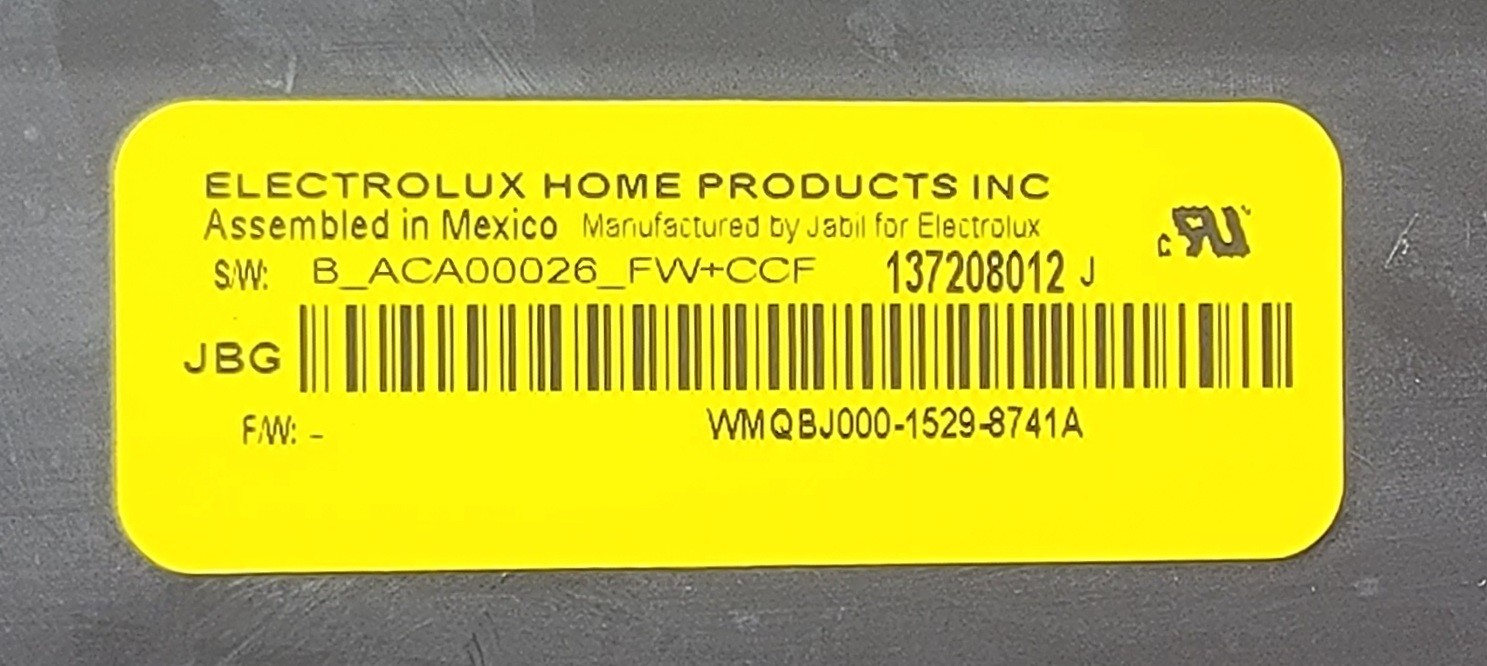 ELECTROLUX HOME PRODUCTS INC
Assembled in Mexico Manufactured by Jabil for Electrolux
c RU
S/W: B_ACA00026_FW+CCF 137208012 J
JBG
F/W: - WMQBJ000-1529-8741A